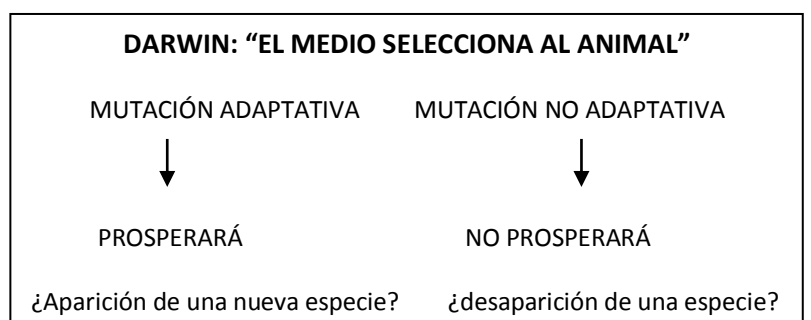 DARWIN: “EL MEDIO SELECCIONA AL ANIMAL”
MUTACIÓN ADAPTATIVA MUTACIÓN NO ADAPTATIVA
PROSPERARÁ NO PROSPERARÁ
¿Aparición de una nueva especie? ¿desaparición de una especie?